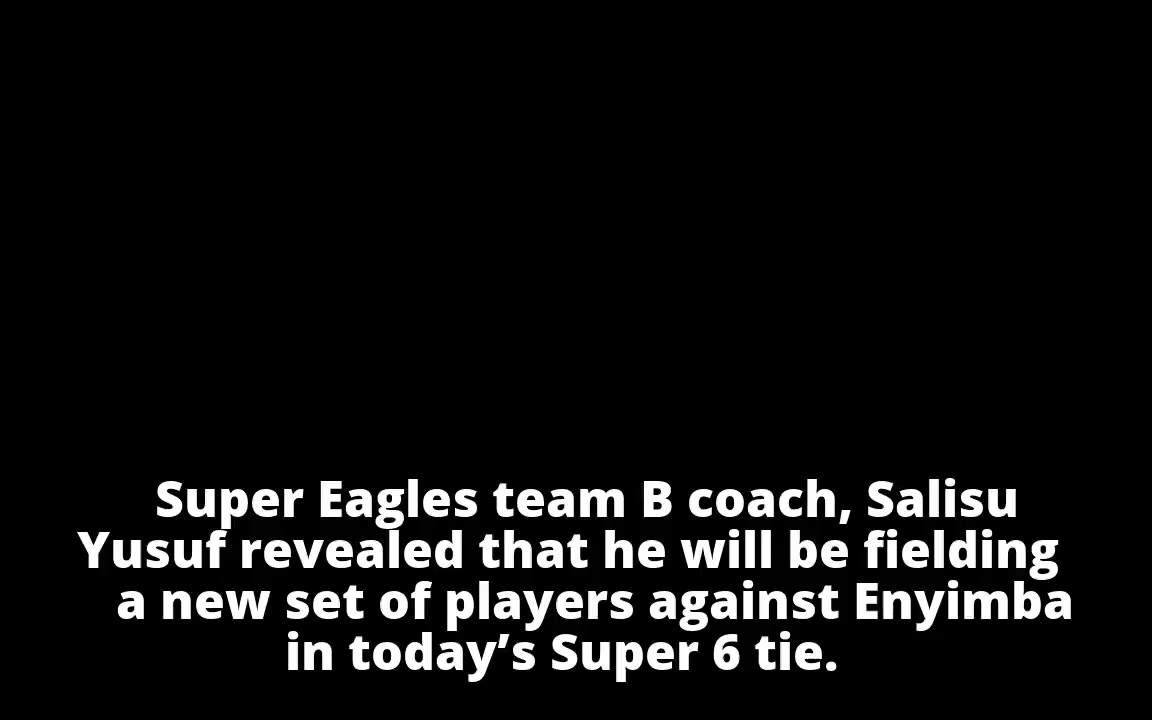 Super Eagles team B coach, Salisu
Yusuf revealed that he will be fielding
a new set of players against Enyimba
in today’s Super 6 tie.